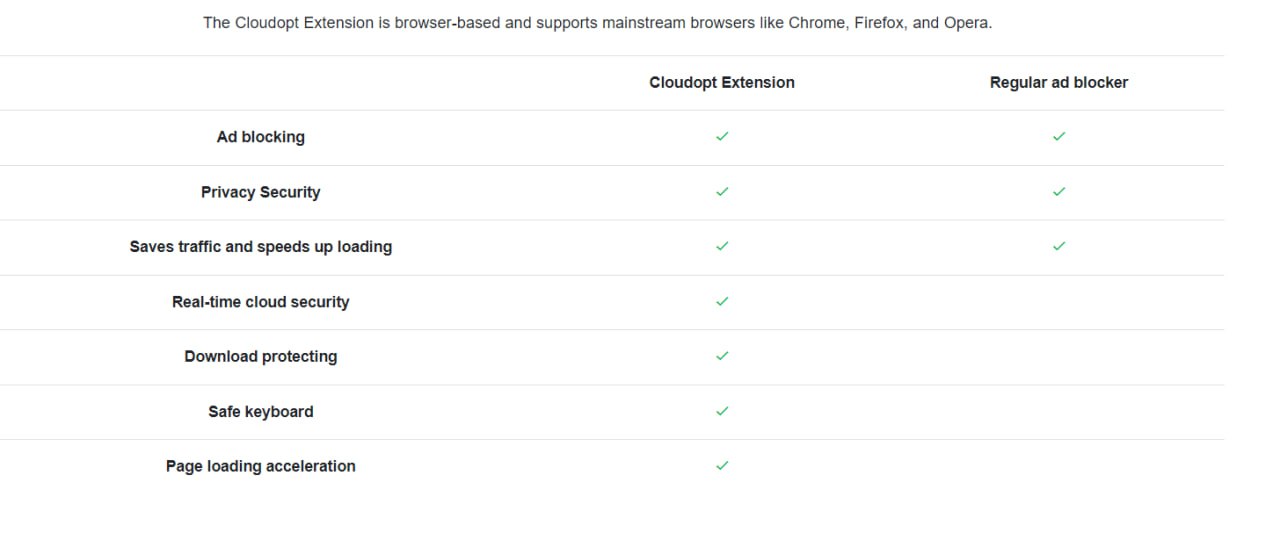 The Cloudopt Extension is browser-based and supports mainstream browsers like Chrome, Firefox, and Opera.
Cloudopt Extension Regular ad blocker
Ad blocking ✓ ✓
Privacy Security ✓ ✓
Saves traffic and speeds up loading ✓ ✓
Real-time cloud security ✓
Download protecting ✓
Safe keyboard ✓
Page loading acceleration ✓